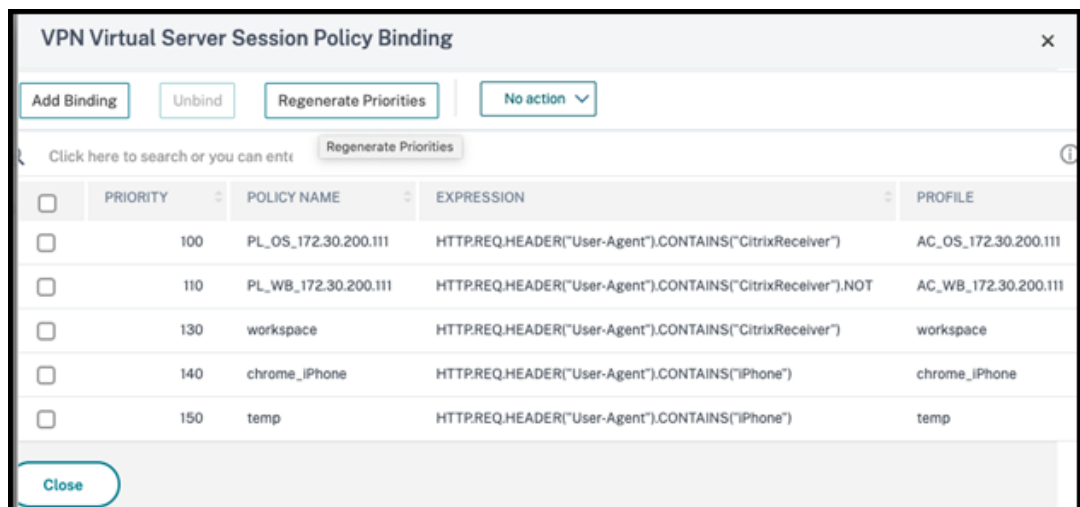 VPN Virtual Server Session Policy Binding
Add Binding Unbind Regenerate Priorities No action
Click here to search or you can ente Regenerate Priorities
PRIORITY POLICY NAME EXPRESSION PROFILE
100 PL_OS_172.30.200.111 HTTP.REQ.HEADER("User-Agent").CONTAINS("CitrixReceiver") AC_OS_172.30.200.111
110 PL_WB_172.30.200.111 HTTP.REQ.HEADER("User-Agent").CONTAINS("CitrixReceiver").NOT AC_WB_172.30.200.111
130 workspace HTTP.REQ.HEADER("User-Agent").CONTAINS("CitrixReceiver") workspace
140 chrome_iPhone HTTP.REQ.HEADER("User-Agent").CONTAINS("iPhone") chrome_iPhone
150 temp HTTP.REQ.HEADER("User-Agent").CONTAINS("iPhone") temp
Close